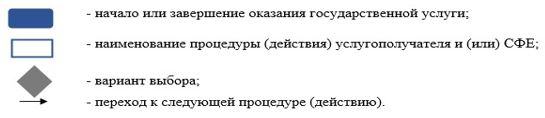 - начало или завершение оказания государственной услуги;
- наименование процедуры (действия) услугополучателя и (или) СФЕ;
- вариант выбора;
- переход к следующей процедуре (действию).